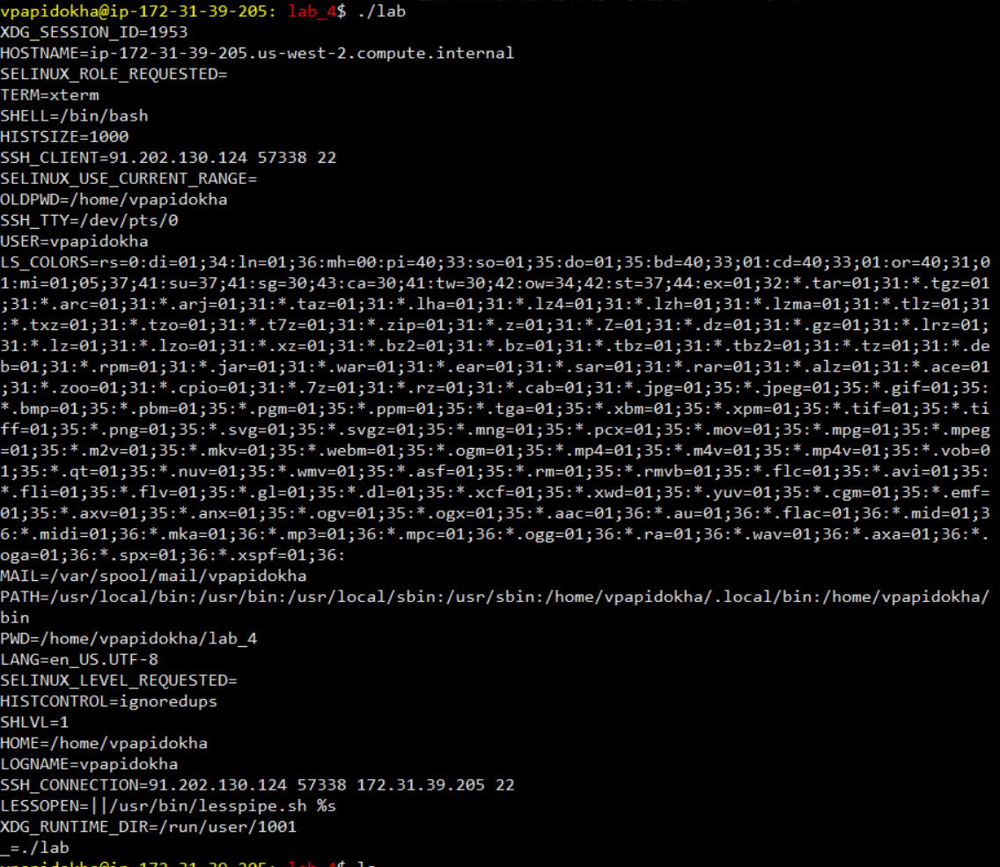 vpapidokha@ip-172-31-39-205: lab_4$ ./lab
XDG_SESSION_ID=1953
HOSTNAME=ip-172-31-39-205.us-west-2.compute.internal
SELINUX_ROLE_REQUESTED=
TERM=xterm
SHELL=/bin/bash
HISTSIZE=1000
SSH_CLIENT=91.202.130.124 57338 22
SELINUX_USE_CURRENT_RANGE=
OLDPWD=/home/vpapidokha
SSH_TTY=/dev/pts/0
USER=vpapidokha
LS_COLORS=rs=0:di=01;34:ln=01;36:mh=00:pi=40;33:so=01;35:do=01;35:bd=40;33;01:cd=40;33;01:or=40;31;0
1:mi=01;05;37;41:su=37;41:sg=30;43:ca=30;41:tw=30;42:ow=34;42:st=37;44:ex=01;32:*.tar=01;31:*.tgz=01
;31:*.arc=01;31:*.arj=01;31:*.taz=01;31:*.lha=01;31:*.lz4=01;31:*.lzh=01;31:*.lzma=01;31:*.tlz=01;31
:*.txz=01;31:*.tzo=01;31:*.t7z=01;31:*.zip=01;31:*.z=01;31:*.Z=01;31:*.dz=01;31:*.gz=01;31:*.lrz=01;
31:*.lz=01;31:*.lzo=01;31:*.xz=01;31:*.bz2=01;31:*.bz=01;31:*.tbz=01;31:*.tbz2=01;31:*.tz=01;31:*.de
b=01;31:*.rpm=01;31:*.jar=01;31:*.war=01;31:*.ear=01;31:*.sar=01;31:*.rar=01;31:*.alz=01;31:*.ace=01
;31:*.zoo=01;31:*.cpio=01;31:*.7z=01;31:*.rz=01;31:*.cab=01;31:*.jpg=01;35:*.jpeg=01;35:*.gif=01;35:
*.bmp=01;35:*.pbm=01;35:*.pgm=01;35:*.ppm=01;35:*.tga=01;35:*.xbm=01;35:*.xpm=01;35:*.tif=01;35:*.ti
ff=01;35:*.png=01;35:*.svg=01;35:*.svgz=01;35:*.mng=01;35:*.pcx=01;35:*.mov=01;35:*.mpg=01;35:*.mpeg
=01;35:*.m2v=01;35:*.mkv=01;35:*.webm=01;35:*.ogm=01;35:*.mp4=01;35:*.m4v=01;35:*.mp4v=01;35:*.vob=0
1;35:*.qt=01;35:*.nuv=01;35:*.wmv=01;35:*.asf=01;35:*.rm=01;35:*.rmvb=01;35:*.flc=01;35:*.avi=01;35:
*.fli=01;35:*.flv=01;35:*.gl=01;35:*.dl=01;35:*.xcf=01;35:*.xwd=01;35:*.yuv=01;35:*.cgm=01;35:*.emf=
01;35:*.axv=01;35:*.anx=01;35:*.ogv=01;35:*.ogx=01;35:*.aac=01;36:*.au=01;36:*.flac=01;36:*.mid=01;3
6:*.midi=01;36:*.mka=01;36:*.mp3=01;36:*.mpc=01;36:*.ogg=01;36:*.ra=01;36:*.wav=01;36:*.axa=01;36:*.
oga=01;36:*.spx=01;36:*.xspf=01;36:
MAIL=/var/spool/mail/vpapidokha
PATH=/usr/local/bin:/usr/bin:/usr/local/sbin:/usr/sbin:/home/vpapidokha/.local/bin:/home/vpapidokha/
bin
PWD=/home/vpapidokha/lab_4
LANG=en_US.UTF-8
SELINUX_LEVEL_REQUESTED=
HISTCONTROL=ignoredups
SHLVL=1
HOME=/home/vpapidokha
LOGNAME=vpapidokha
SSH_CONNECTION=91.202.130.124 57338 172.31.39.205 22
LESSOPEN=||/usr/bin/lesspipe.sh %s
XDG_RUNTIME_DIR=/run/user/1001
_=./lab
vpapidokha@ip-172-31-39-205: lab_4$ ls